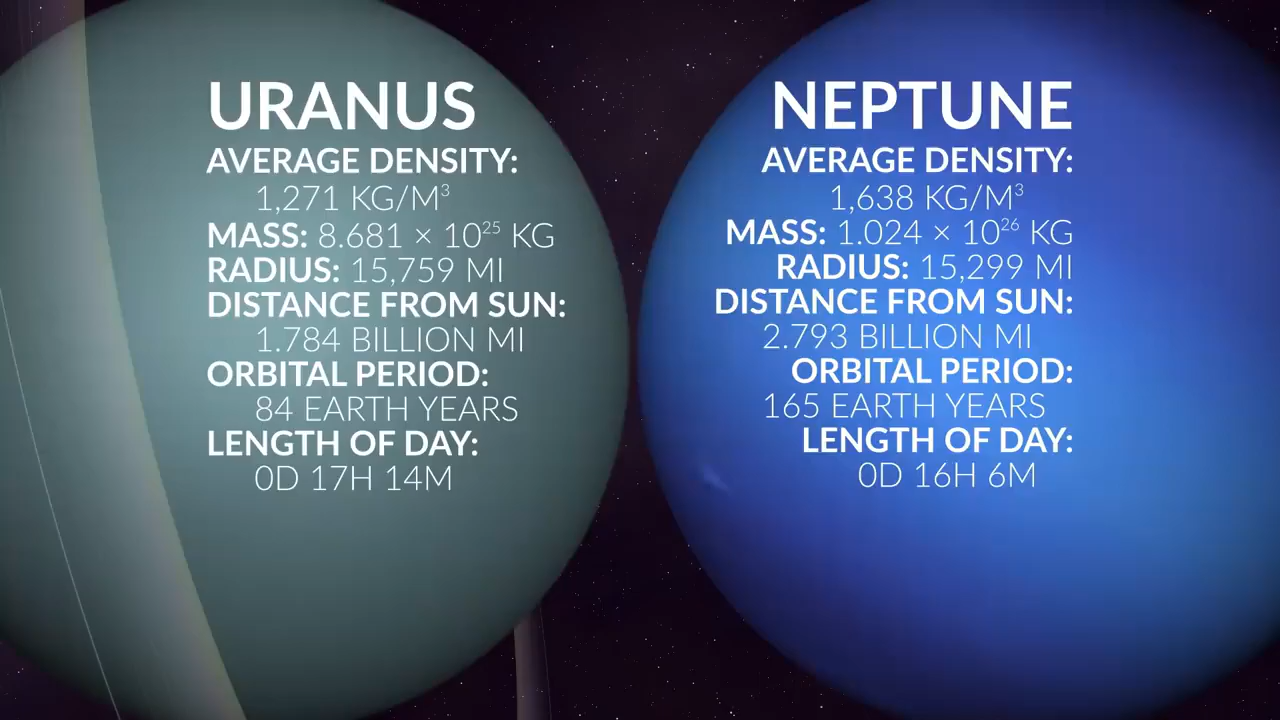 URANUS
AVERAGE DENSITY:
1,271 KG/M³
MASS: 8.681 × 10²⁵ KG
RADIUS: 15,759 MI
DISTANCE FROM SUN:
1.784 BILLION MI
ORBITAL PERIOD:
84 EARTH YEARS
LENGTH OF DAY:
0D 17H 14M
NEPTUNE
AVERAGE DENSITY:
1,638 KG/M³
MASS: 1.024 × 10²⁶ KG
RADIUS: 15,299 MI
DISTANCE FROM SUN:
2.793 BILLION MI
ORBITAL PERIOD:
165 EARTH YEARS
LENGTH OF DAY:
0D 16H 6M